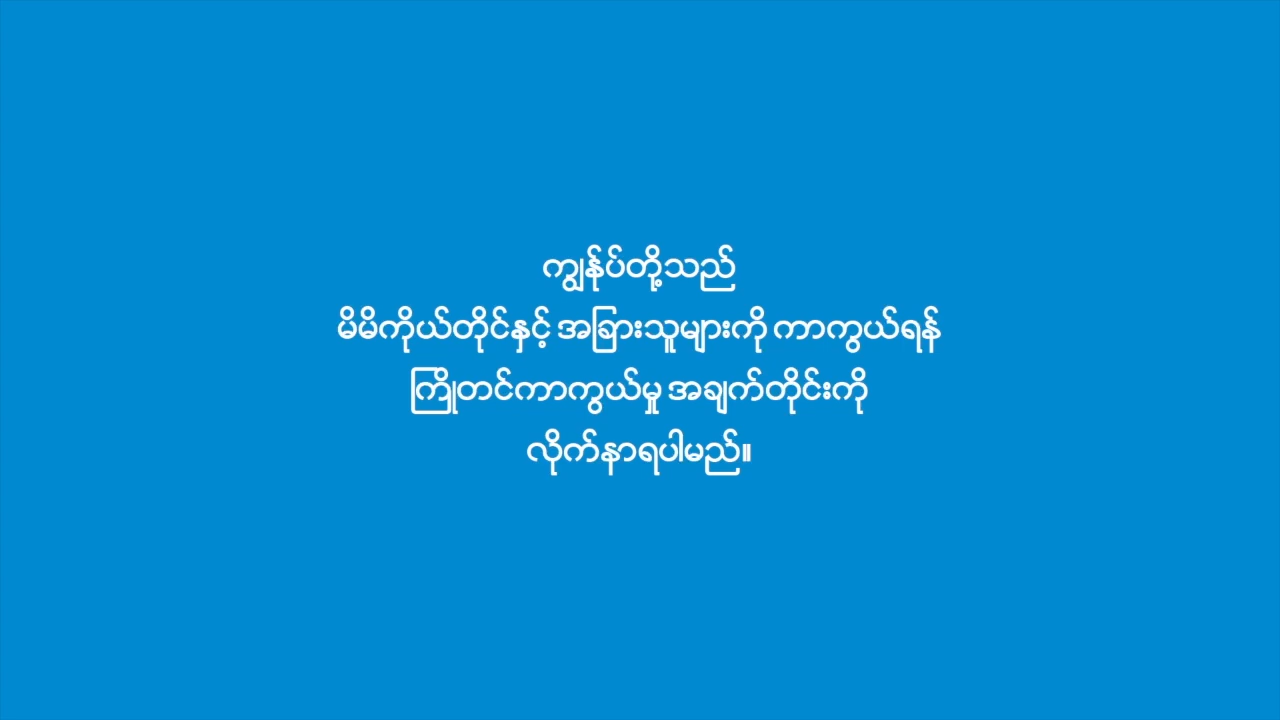 ကျွန်ုပ်တို့သည်
မိမိကိုယ်တိုင်နှင့် အခြားသူများကို ကာကွယ်ရန်
ကြိုတင်ကာကွယ်မှု အချက်တိုင်းကို
လိုက်နာရပါမည်။